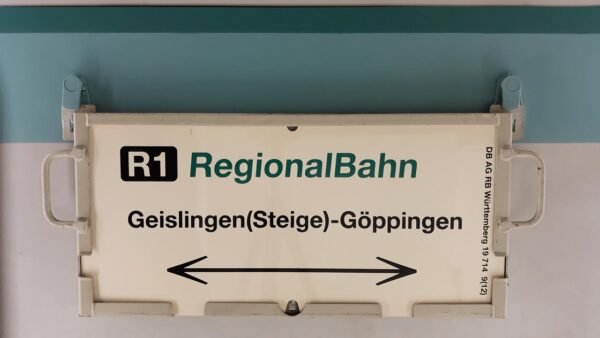 R1 RegionalBahn
Geislingen(Steige)-Göppingen
DB AG RB Württemberg 19 714 9(12)